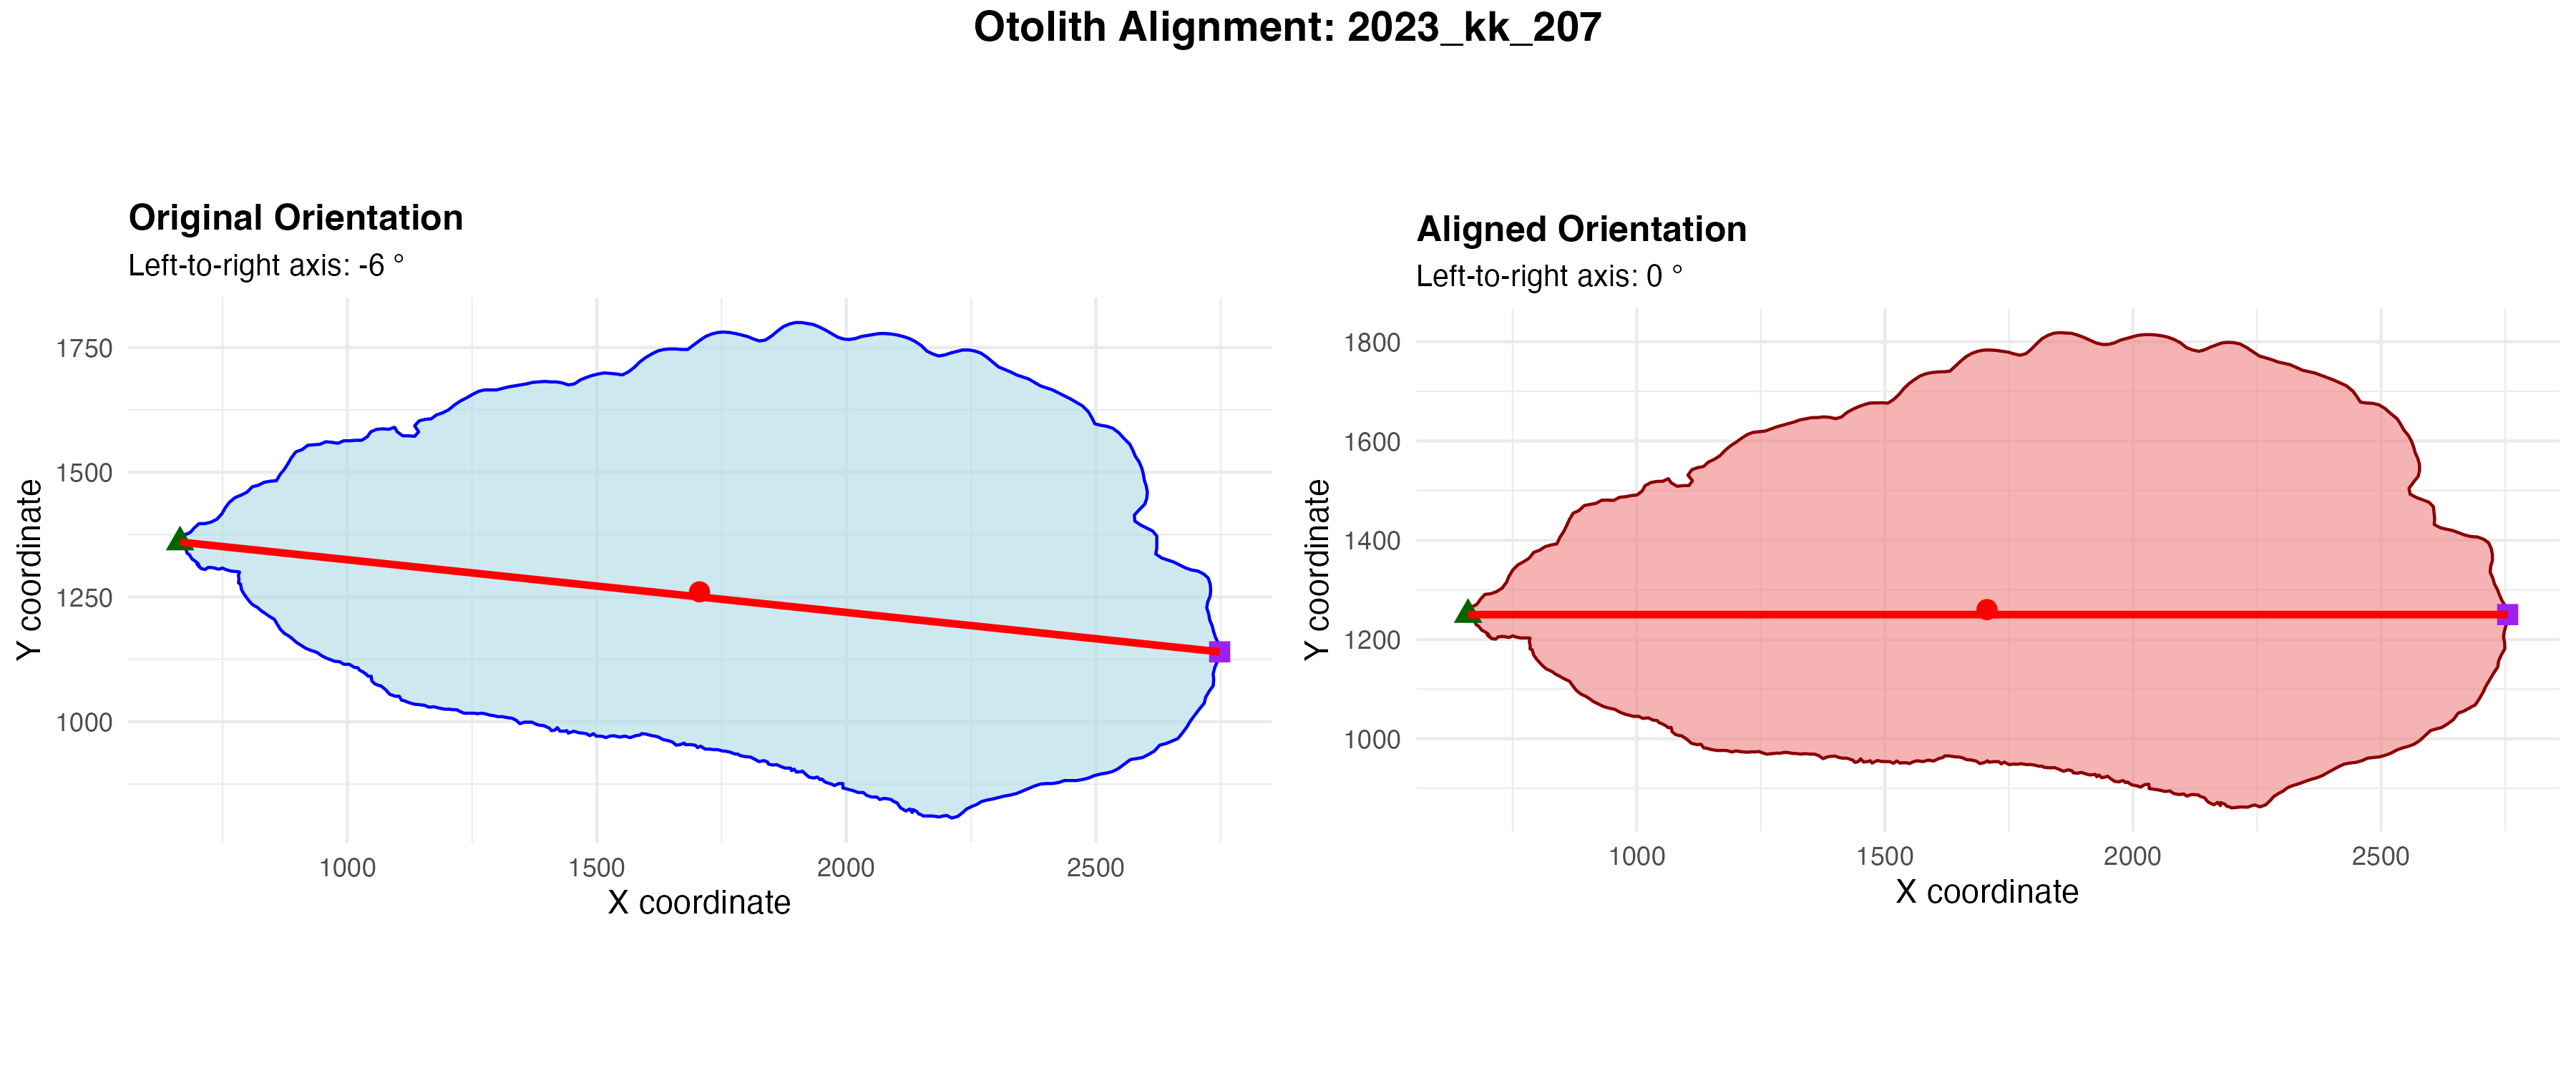 Otolith Alignment: 2023_kk_207
Original Orientation
Left-to-right axis: -6 °
1750
1500
1250
1000
Y coordinate
1000 1500 2000 2500
X coordinate
Aligned Orientation
Left-to-right axis: 0 °
1800
1600
1400
1200
1000
Y coordinate
1000 1500 2000 2500
X coordinate